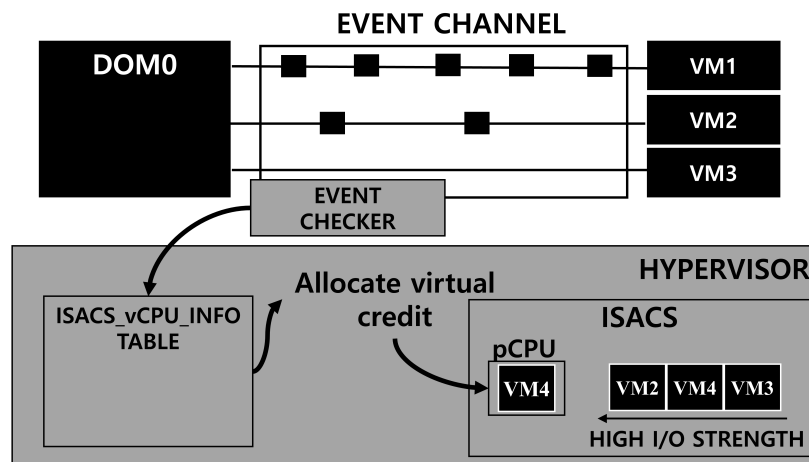 EVENT CHANNEL
DOM0
VM1
VM2
VM3
EVENT
CHECKER
HYPERVISOR
ISACS_vCPU_INFO
TABLE
Allocate virtual
credit
ISACS
pCPU
VM4
VM2 VM4 VM3
HIGH I/O STRENGTH